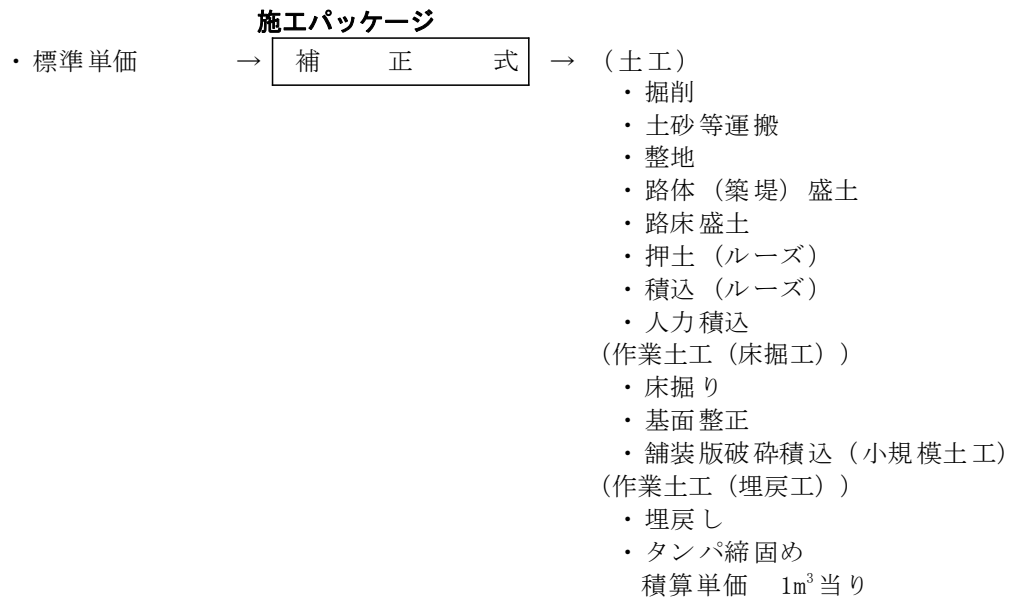 施工パッケージ
・標準単価 → 補 正 式 → (土工)
・掘削
・土砂等運搬
・整地
・路体（築堤）盛土
・路床盛土
・押土（ルーズ）
・積込（ルーズ）
・人力積込
(作業土工（床掘工）)
・床掘り
・基面整正
・舗装版破砕積込（小規模土工）
(作業土工（埋戻工）)
・埋戻し
・タンパ締固め
積算単価 1m³当り